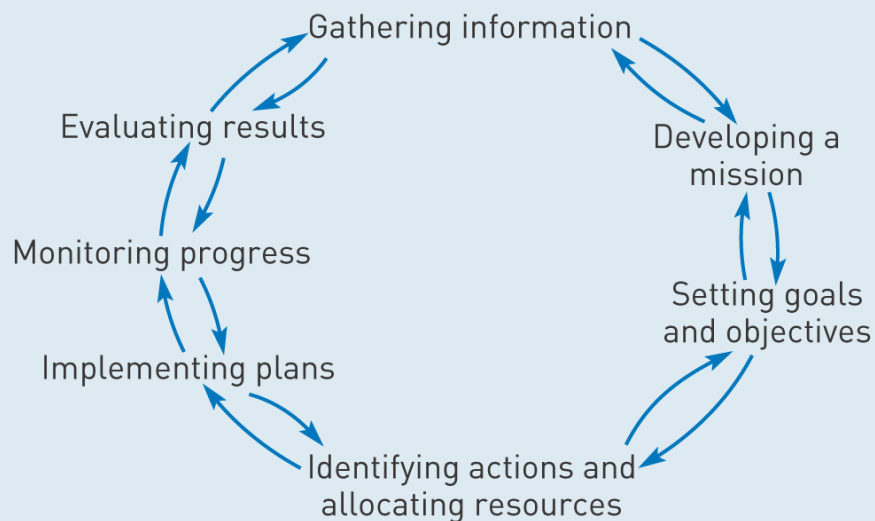 Gathering information
Developing a
mission
Setting goals
and objectives
Identifying actions and
allocating resources
Implementing plans
Monitoring progress
Evaluating results